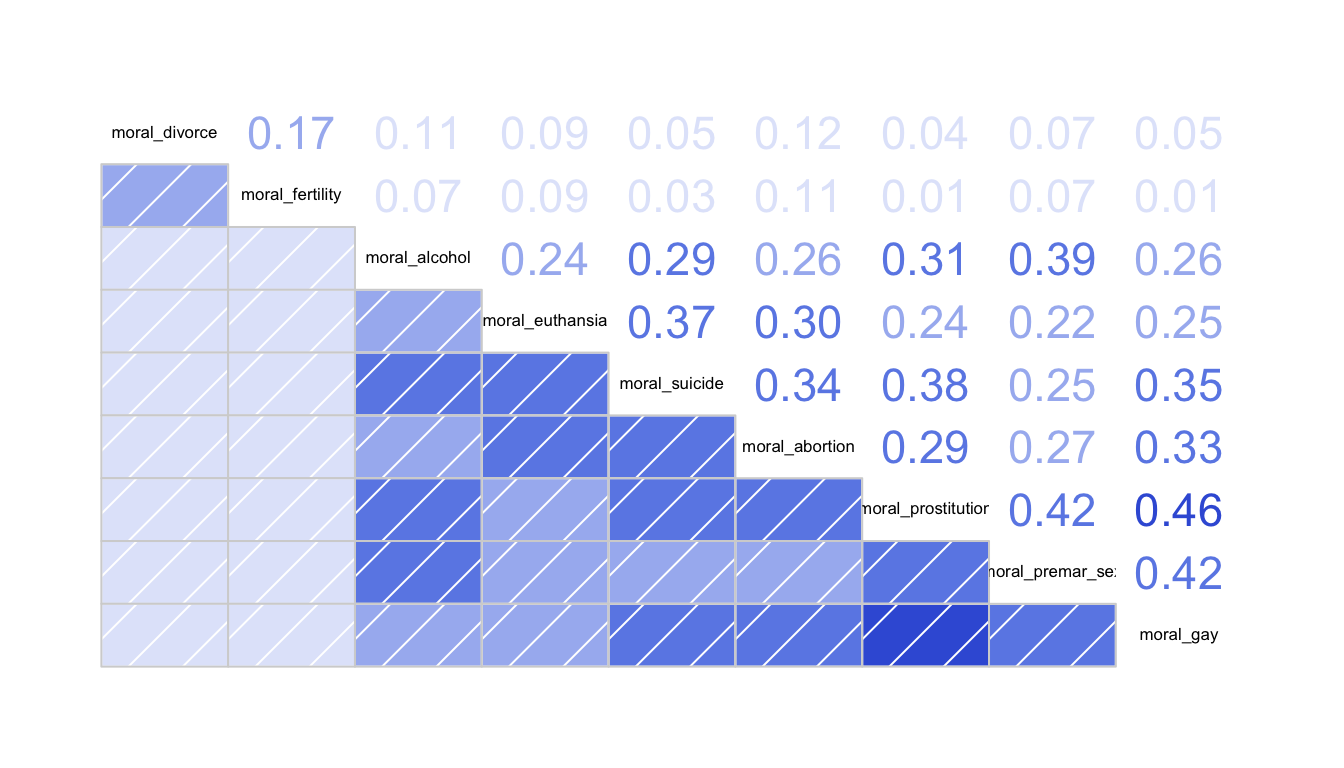 moral_divorce 0.17 0.11 0.09 0.05 0.12 0.04 0.07 0.05
moral_fertility 0.07 0.09 0.03 0.11 0.01 0.07 0.01
moral_alcohol 0.24 0.29 0.26 0.31 0.39 0.26
moral_euthansia 0.37 0.30 0.24 0.22 0.25
moral_suicide 0.34 0.38 0.25 0.35
moral_abortion 0.29 0.27 0.33
moral_prostitution 0.42 0.46
moral_premar_sex 0.42
moral_gay